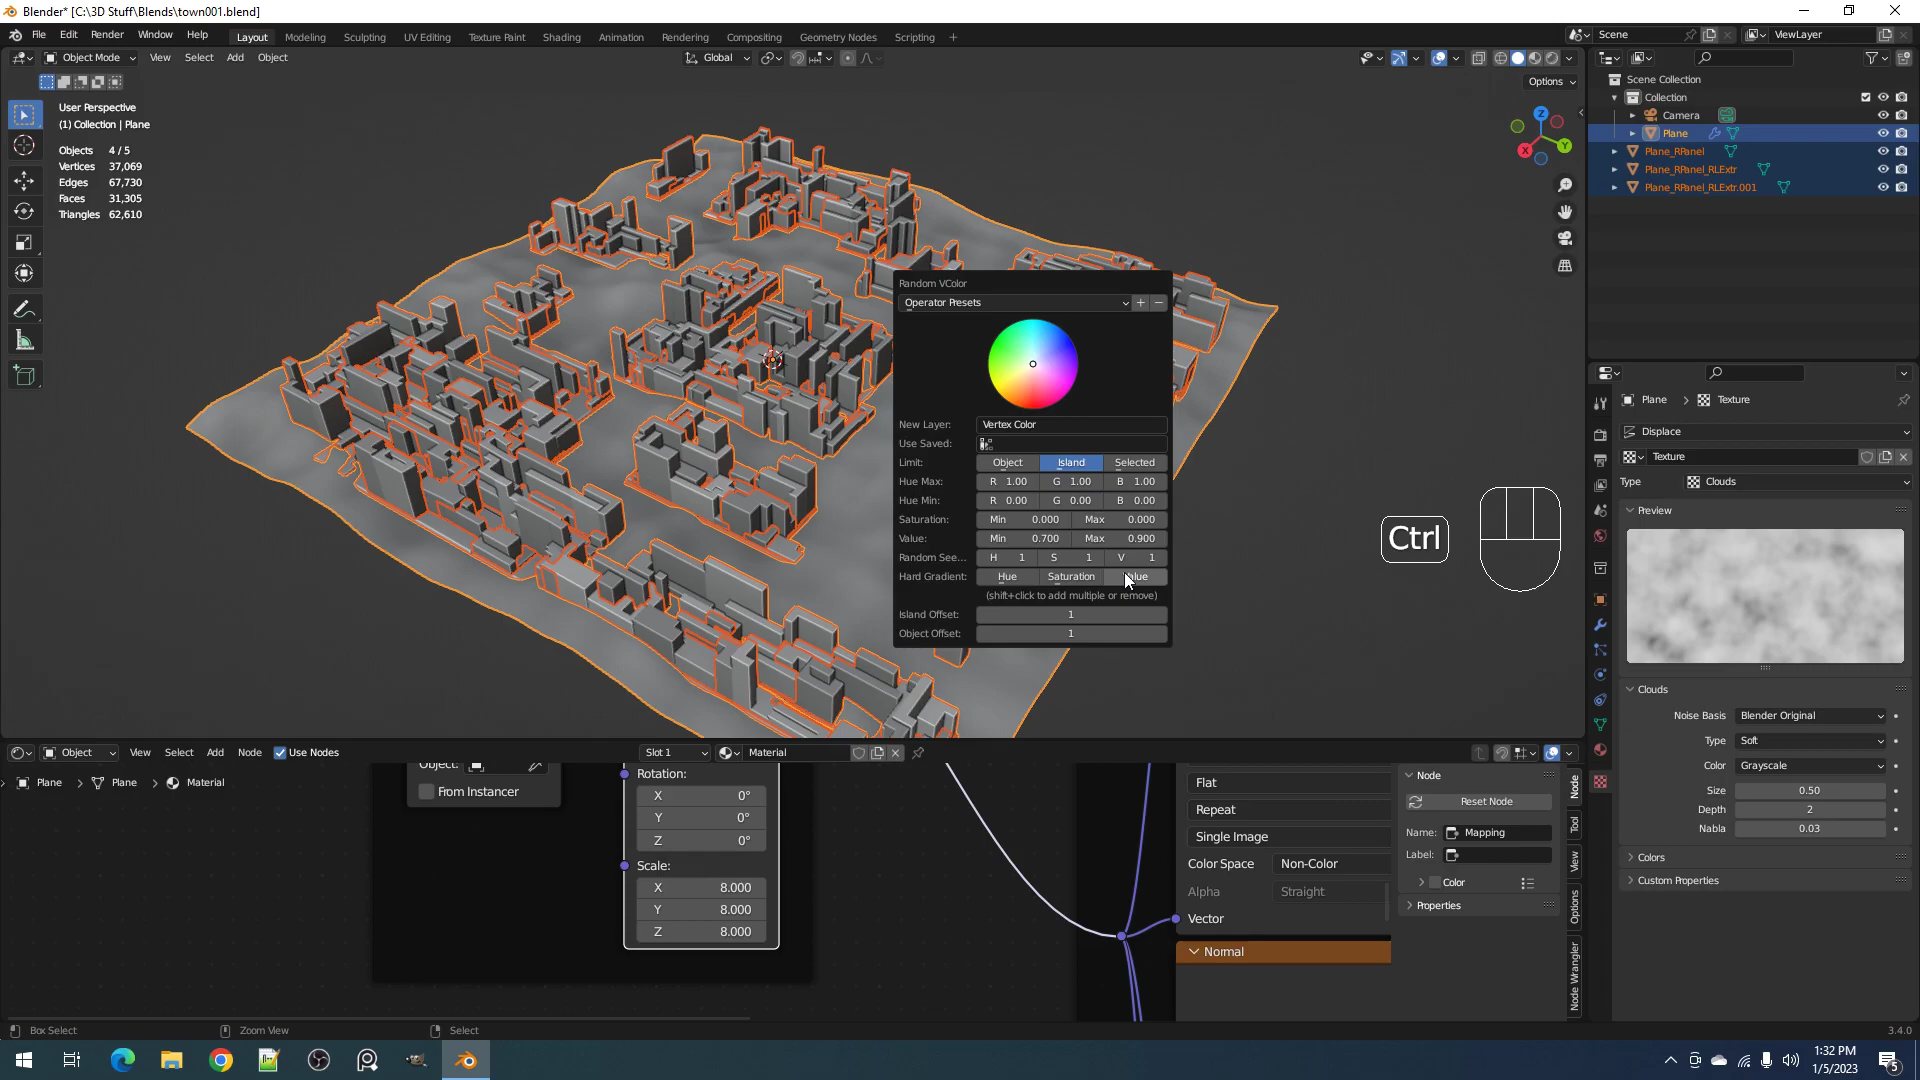 Blender* [C:\3D Stuff\Blends\town001.blend]
File Edit Render Window Help
Layout Modeling Sculpting UV Editing Texture Paint Shading Animation Rendering Compositing Geometry Nodes Scripting +
Scene
ViewLayer
Object Mode View Select Add Object
Global
Options
User Perspective
(1) Collection | Plane
Objects 4 / 5
Vertices 37,069
Edges 67,730
Faces 31,305
Triangles 62,610
Z
Y
X
Random VColor
Operator Presets
New Layer: Vertex Color
Use Saved:
Limit: Object Island Selected
Hue Max: R 1.00 G 1.00 B 1.00
Hue Min: R 0.00 G 0.00 B 0.00
Saturation: Min 0.000 Max 0.000
Value: Min 0.700 Max 0.900
Random See... H 1 S 1 V 1
Hard Gradient: Hue Saturation
(shift+click to add multiple or remove)
Island Offset: 1
Object Offset: 1
Ctrl
Scene Collection
Collection
Camera
Plane
Plane_RPanel
Plane_RPanel_RLExtr
Plane_RPanel_RLExtr.001
Plane > Texture
Displace
Texture
Type Clouds
Preview
Clouds
Noise Basis Blender Original
Type Soft
Color Grayscale
Size 0.50
Depth 2
Nabla 0.03
Colors
Custom Properties
Object View Select Add Node Use Nodes
Slot 1 Material
Plane > Plane > Material
Object:
From Instancer
Rotation:
X 0°
Y 0°
Z 0°
Scale:
X 8.000
Y 8.000
Z 8.000
Flat
Repeat
Single Image
Color Space Non-Color
Alpha Straight
Vector
Normal
Node
Reset Node
Name: Mapping
Label:
Color
Properties
Node
Tool
View
Options
Node Wrangler
Box Select Zoom View Select
3.4.0
1:32 PM
1/5/2023
5